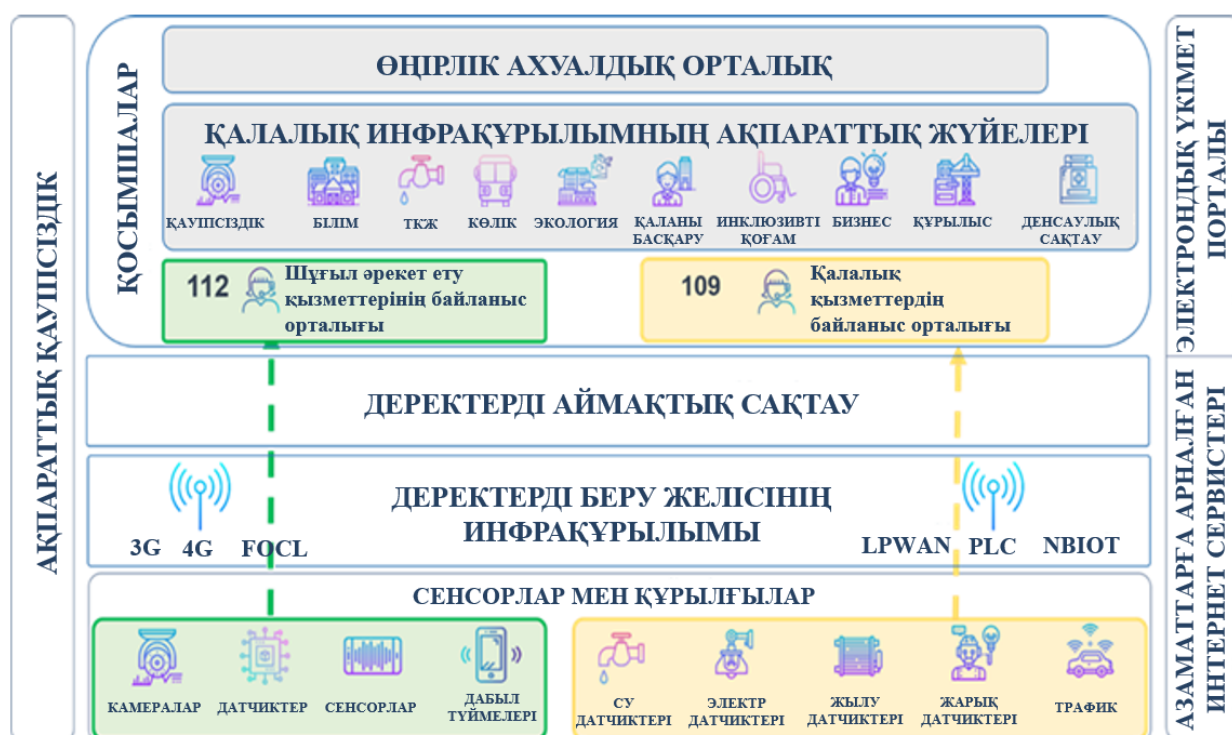 АҚПАРАТТЫҚ ҚАУІПСІЗДІК
ҚОСЫМШАЛАР
ӨҢІРЛІК АХУАЛДЫҚ ОРТАЛЫҚ
ҚАЛАЛЫҚ ИНФРАҚҰРЫЛЫМНЫҢ АҚПАРАТТЫҚ ЖҮЙЕЛЕРІ
ҚАУІПСІЗДІК
БІЛІМ
ТКЖ
КӨЛІК
ЭКОЛОГИЯ
ҚАЛАНЫ
БАСҚАРУ
ИНКЛЮЗИВТІ
ҚОҒАМ
БИЗНЕС
ҚҰРЫЛЫС
ДЕНСАУЛЫҚ
САҚТАУ
112
Шұғыл әрекет ету
қызметтерінің байланыс
орталығы
109
Қалалық
қызметтердің
байланыс орталығы
ДЕРЕКТЕРДІ АЙМАҚТЫҚ САҚТАУ
ДЕРЕКТЕРДІ БЕРУ ЖЕЛІСІНІҢ
ИНФРАҚҰРЫЛЫМЫ
3G 4G FOCL
LPWAN PLC NBIOT
СЕНСОРЛАР МЕН ҚҰРЫЛҒЫЛАР
КАМЕРАЛАР
ДАТЧИКТЕР
СЕНСОРЛАР
ДАБЫЛ
ТҮЙМЕЛЕРІ
СУ
ДАТЧИКТЕРІ
ЭЛЕКТР
ДАТЧИКТЕРІ
ЖЫЛУ
ДАТЧИКТЕРІ
ЖАРЫҚ
ДАТЧИКТЕРІ
ТРАФИК
ЭЛЕКТРОНДЫҚ ҮКІМЕТ
ПОРТАЛЫ
АЗАМАТТАРҒА АРНАЛҒАН
ИНТЕРНЕТ СЕРВИСТЕРІ